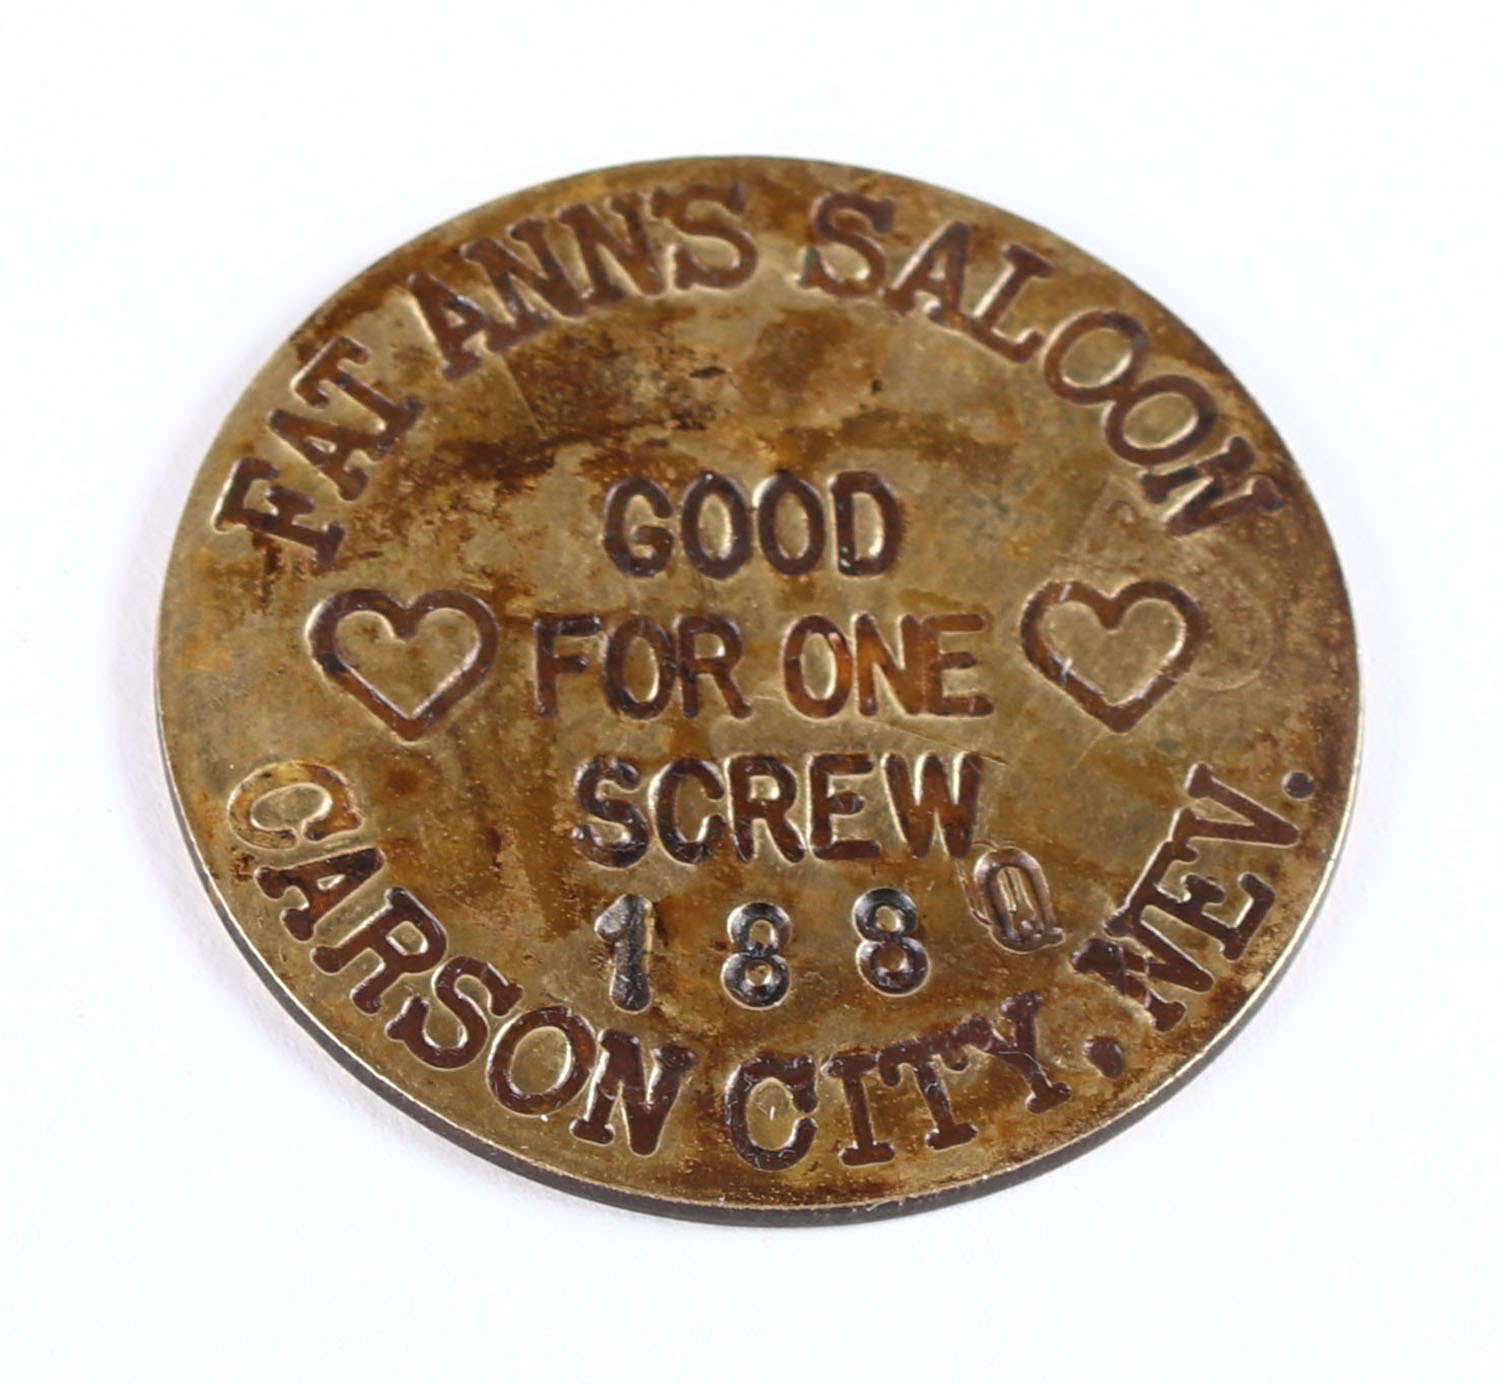 FAT ANN'S SALOON
GOOD
FOR ONE
SCREW
1880
CARSON CITY, NEV.